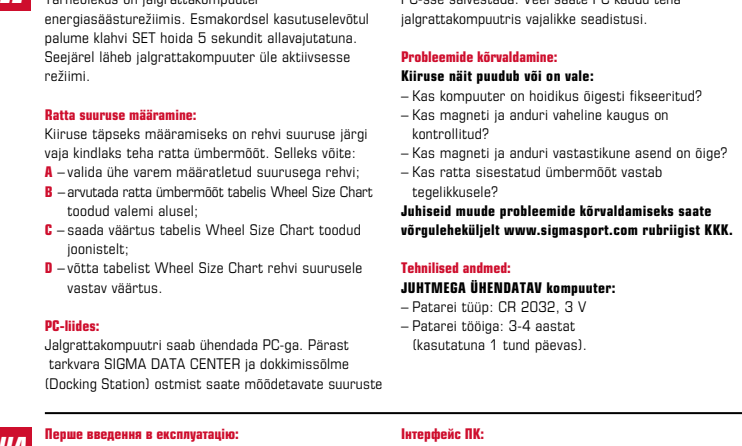 Tarneolekus on jalgrattakompuuter
energiasäästurežiimis. Esmakordsel kasutuselevõtul
palume klahvi SET hoida 5 sekundit allavajutatuna.
Seejärel läheb jalgrattakompuuter üle aktiivsesse
režiimi.
Ratta suuruse määramine:
Kiiruse täpseks määramiseks on rehvi suuruse järgi
vaja kindlaks teha ratta ümbermõõt. Selleks võite:
A – valida ühe varem määratletud suurusega rehvi;
B – arvutada ratta ümbermõõt tabelis Wheel Size Chart
toodud valemi alusel;
C – saada väärtus tabelis Wheel Size Chart toodud
joonistelt;
D – võtta tabelist Wheel Size Chart rehvi suurusele
vastav väärtus.
PC-liides:
Jalgrattakompuutri saab ühendada PC-ga. Pärast
tarkvara SIGMA DATA CENTER ja dokkimissõlme
(Docking Station) ostmist saate mõõdetavate suuruste
PC-sse salvestada. Veel saate PC kaudu teha
jalgrattakompuutris vajalikke seadistusi.
Probleemide kõrvaldamine:
Kiiruse näit puudub või on vale:
– Kas kompuuter on hoidikus õigesti fikseeritud?
– Kas magneti ja anduri vaheline kaugus on
kontrollitud?
– Kas magneti ja anduri vastastikune asend on õige?
– Kas ratta sisestatud ümbermõõt vastab
tegelikkusele?
Juhiseid muude probleemide kõrvaldamiseks saate
võrguleheküljelt www.sigmasport.com rubriigist KKK.
Tehnilised andmed:
JUHTMEGA ÜHENDATAV kompuuter:
– Patarei tüüp: CR 2032, 3 V
– Patarei tööiga: 3-4 aastat
(kasutatuna 1 tund päevas).
Перше введення в експлуатацію:
Інтерфейс ПК: